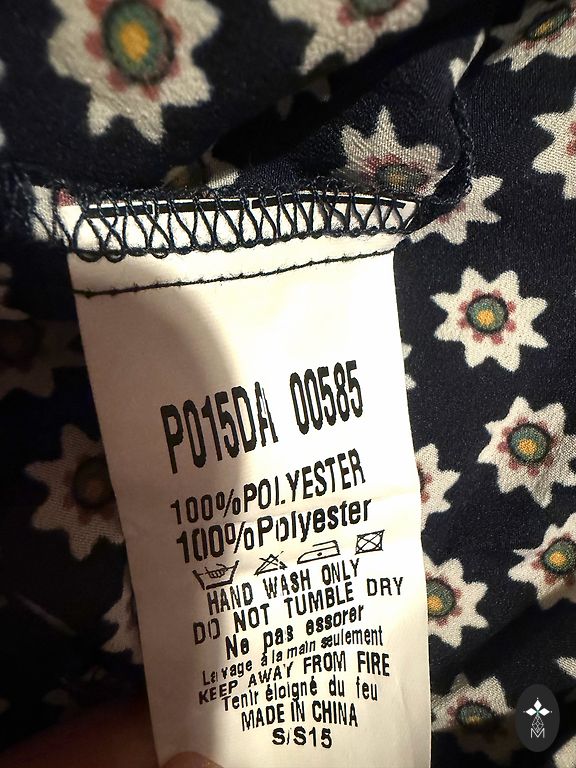 P015DA 00585
100%POLYESTER
100%Polyester
HAND WASH ONLY
DO NOT TUMBLE DRY
Ne pas essorer
Lavage à la main seulement
KEEP AWAY FROM FIRE
Tenir éloigné du feu
MADE IN CHINA
S/S15
M